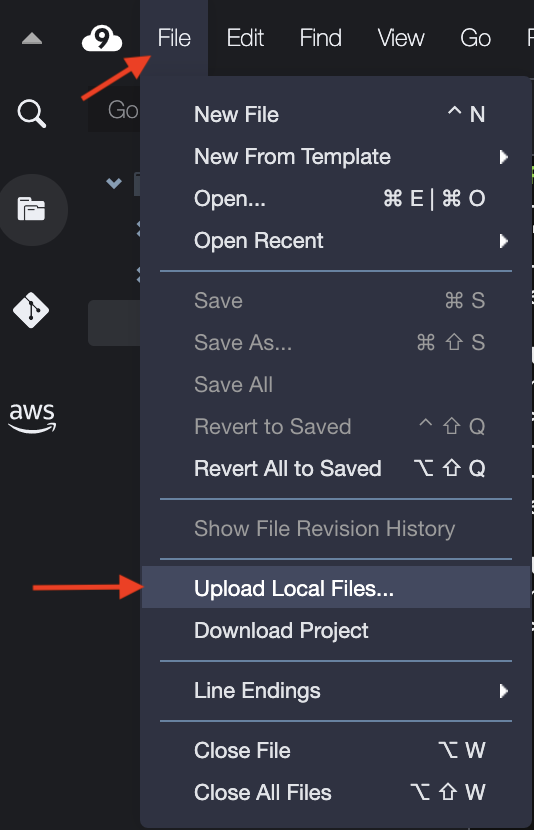 9 File Edit Find View Go
Go
New File ^ N
New From Template
Open... ⌘ E | ⌘ O
Open Recent
Save ⌘ S
Save As... ⌘ ⇧ S
Save All
Revert to Saved ^ ⇧ Q
Revert All to Saved ⌥ ⇧ Q
Show File Revision History
aws
Upload Local Files...
Download Project
Line Endings
Close File ⌥ W
Close All Files ⌥ ⇧ W